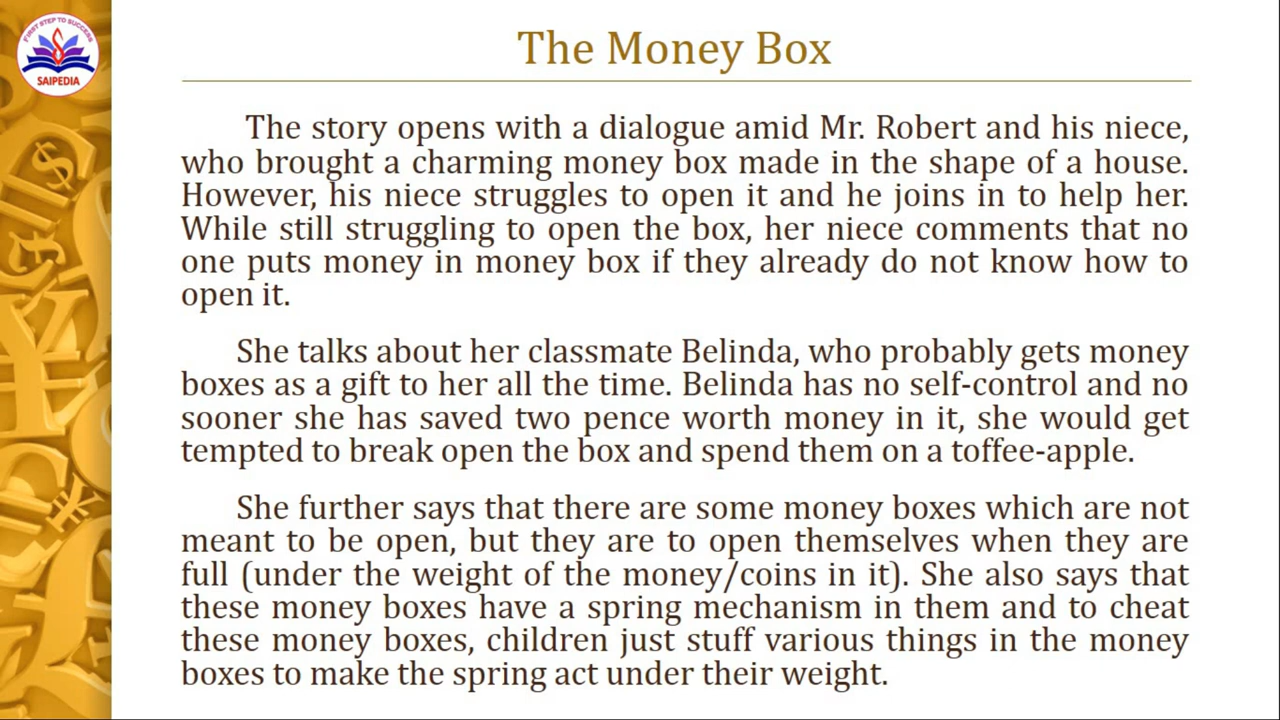 FIRST STEP TO SUCCESS
SAIPEDIA
The Money Box
The story opens with a dialogue amid Mr. Robert and his niece,
who brought a charming money box made in the shape of a house.
However, his niece struggles to open it and he joins in to help her.
While still struggling to open the box, her niece comments that no
one puts money in money box if they already do not know how to
open it.
She talks about her classmate Belinda, who probably gets money
boxes as a gift to her all the time. Belinda has no self-control and no
sooner she has saved two pence worth money in it, she would get
tempted to break open the box and spend them on a toffee-apple.
She further says that there are some money boxes which are not
meant to be open, but they are to open themselves when they are
full (under the weight of the money/coins in it). She also says that
these money boxes have a spring mechanism in them and to cheat
these money boxes, children just stuff various things in the money
boxes to make the spring act under their weight.